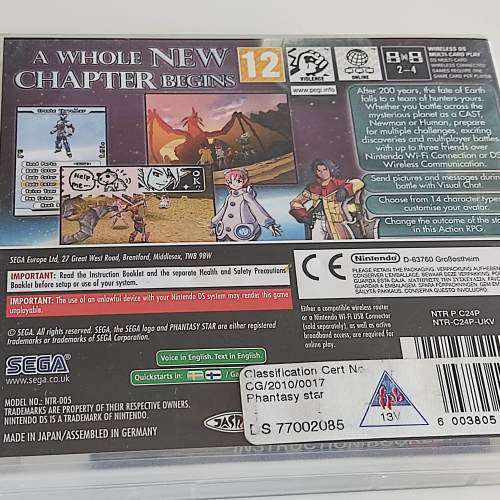 A WHOLE NEW
CHAPTER BEGINS
12
VIOLENCE
ONLINE
www.pegi.info
2-4
WIRELESS DS
MULTI-CARD PLAY
After 200 years, the fate of Earth
falls to a team of hunters-yours.
Whether you battle across the
mysterious planet as a CAST,
Newman or Human, prepare
for multiple challenges, exciting
discoveries and multiplayer battles
with up to three friends over
Nintendo Wi-Fi Connection or DS
Wireless Communication.
Send pictures and messages during
battle with Visual Chat.
Choose from 14 character types
customise your avatar.
Change the outcome of the
in this Action RPG.
Help
me
SEGA Europe Ltd, 27 Great West Road, Brentford, Middlesex, TW8 9BW
IMPORTANT: Read the Instruction Booklet and the separate Health and Safety Precautions
Booklet before setup or use of your system.
IMPORTANT: The use of an unlawful device with your Nintendo DS system may render this game
unplayable.
CE
Nintendo
D-63760 Großostheim
PLEASE RETAIN THE PACKAGING.
Either a compatible wireless router
or a Nintendo Wi-Fi USB Connector
(sold separately), as well as active
broadband access, are required for
online play.
NTR P C24P
NTR-C24P-UKV
© SEGA. All rights reserved. SEGA, the SEGA logo and PHANTASY STAR are either registered
trademarks or trademarks of SEGA Corporation.
SEGA
www.sega.co.uk
Voice in English. Text in English.
Quickstarts in:
MODEL NO.: NTR-005
TRADEMARKS ARE PROPERTY OF THEIR RESPECTIVE OWNERS.
NINTENDO DS IS A TRADEMARK OF NINTENDO.
MADE IN JAPAN/ASSEMBLED IN GERMANY
Classification Cert No
CG/2010/0017
Phantasy star
DS 77002085
fpb
13V
6 003805
INSTRUCTION BOOKLET